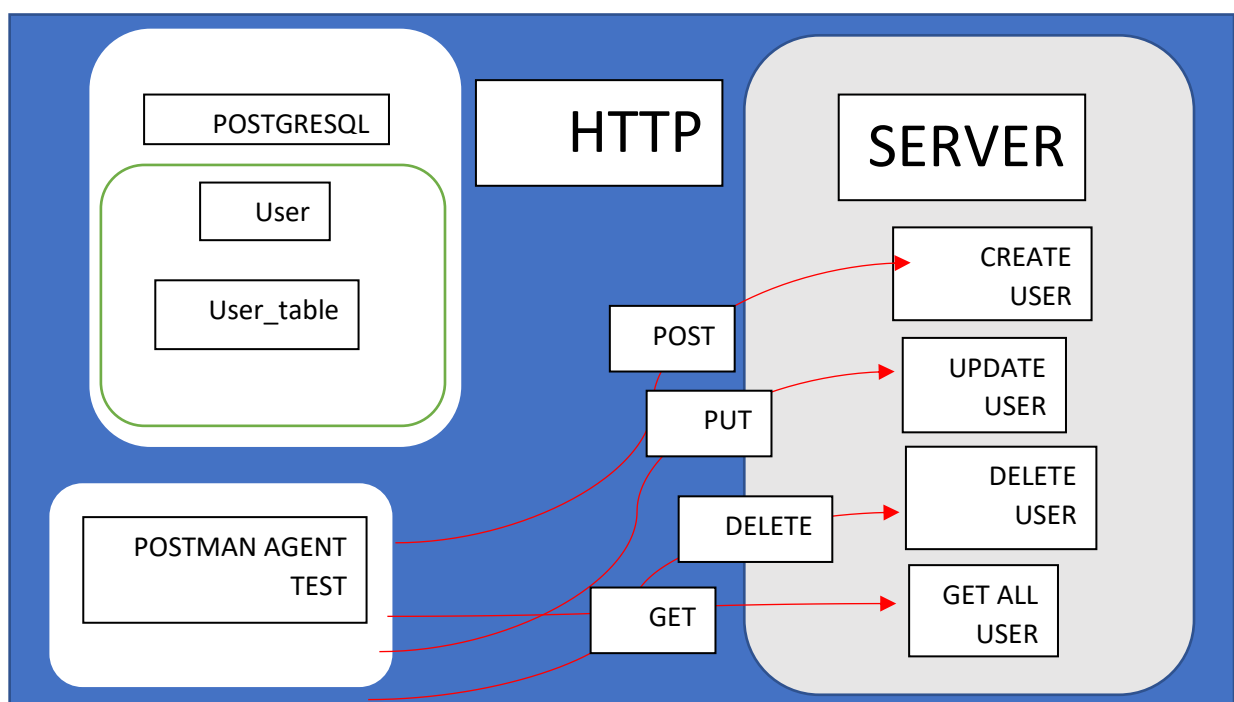 POSTGRESQL
User
User_table
POSTMAN AGENT
TEST
HTTP
POST
PUT
DELETE
GET
SERVER
CREATE
USER
UPDATE
USER
DELETE
USER
GET ALL
USER